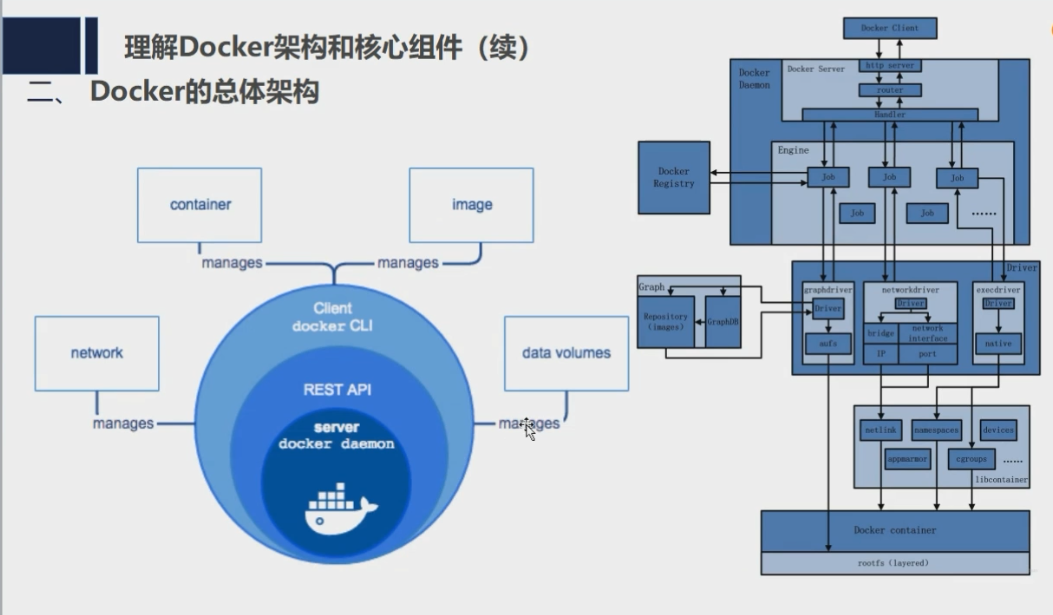 理解Docker架构和核心组件（续）
二、 Docker的总体架构
container
image
manages
manages
network
data volumes
manages
manages
Client
docker CLI
REST API
server
docker daemon
Docker Client
Docker
Daemon
Docker Server
http server
router
Handler
Engine
Job
Job
Job
Job
Job
......
Docker
Registry
Driver
Graph
Repository
(images)
GraphDB
graphdriver
Driver
aufs
networkdriver
Driver
bridge
network
interface
IP
port
execdriver
Driver
native
netlink
namespaces
devices
appmarmor
cgroups
......
libcontainer
Docker container
rootfs (layered)